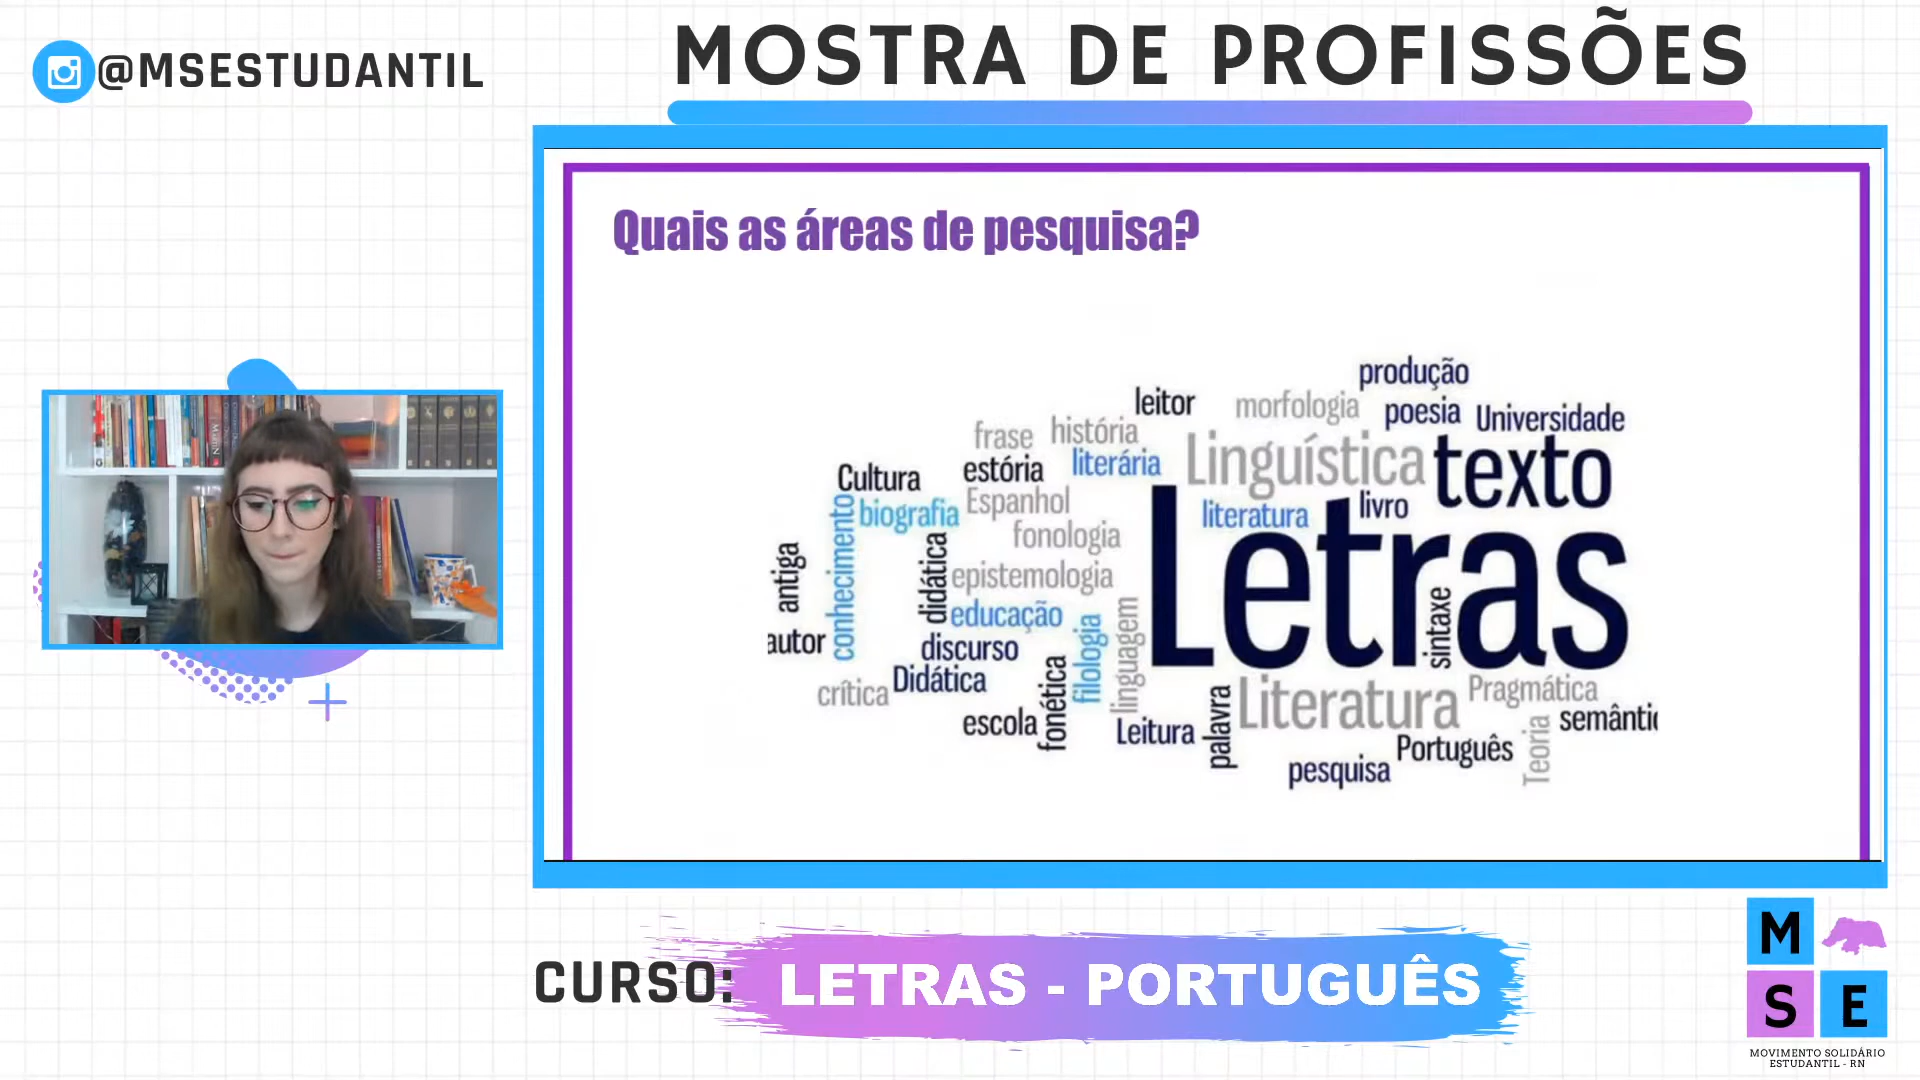 @MSESTUDANTIL
MOSTRA DE PROFISSÕES
Quais as áreas de pesquisa?
produção
leitor
morfologia
poesia
Universidade
frase
história
estória
literária
Linguística
texto
Cultura
biografia
Espanhol
literatura
livro
fonologia
conhecimento
antiga
didática
epistemologia
Letras
educação
autor
discurso
filologia
linguagem
sintaxe
crítica
Didática
fonética
Literatura
Pragmática
escola
Leitura
palavra
semântic
Português
Teoria
pesquisa
CURSO: LETRAS - PORTUGUÊS
M
S E
MOVIMENTO SOLIDÁRIO
ESTUDANTIL - RN